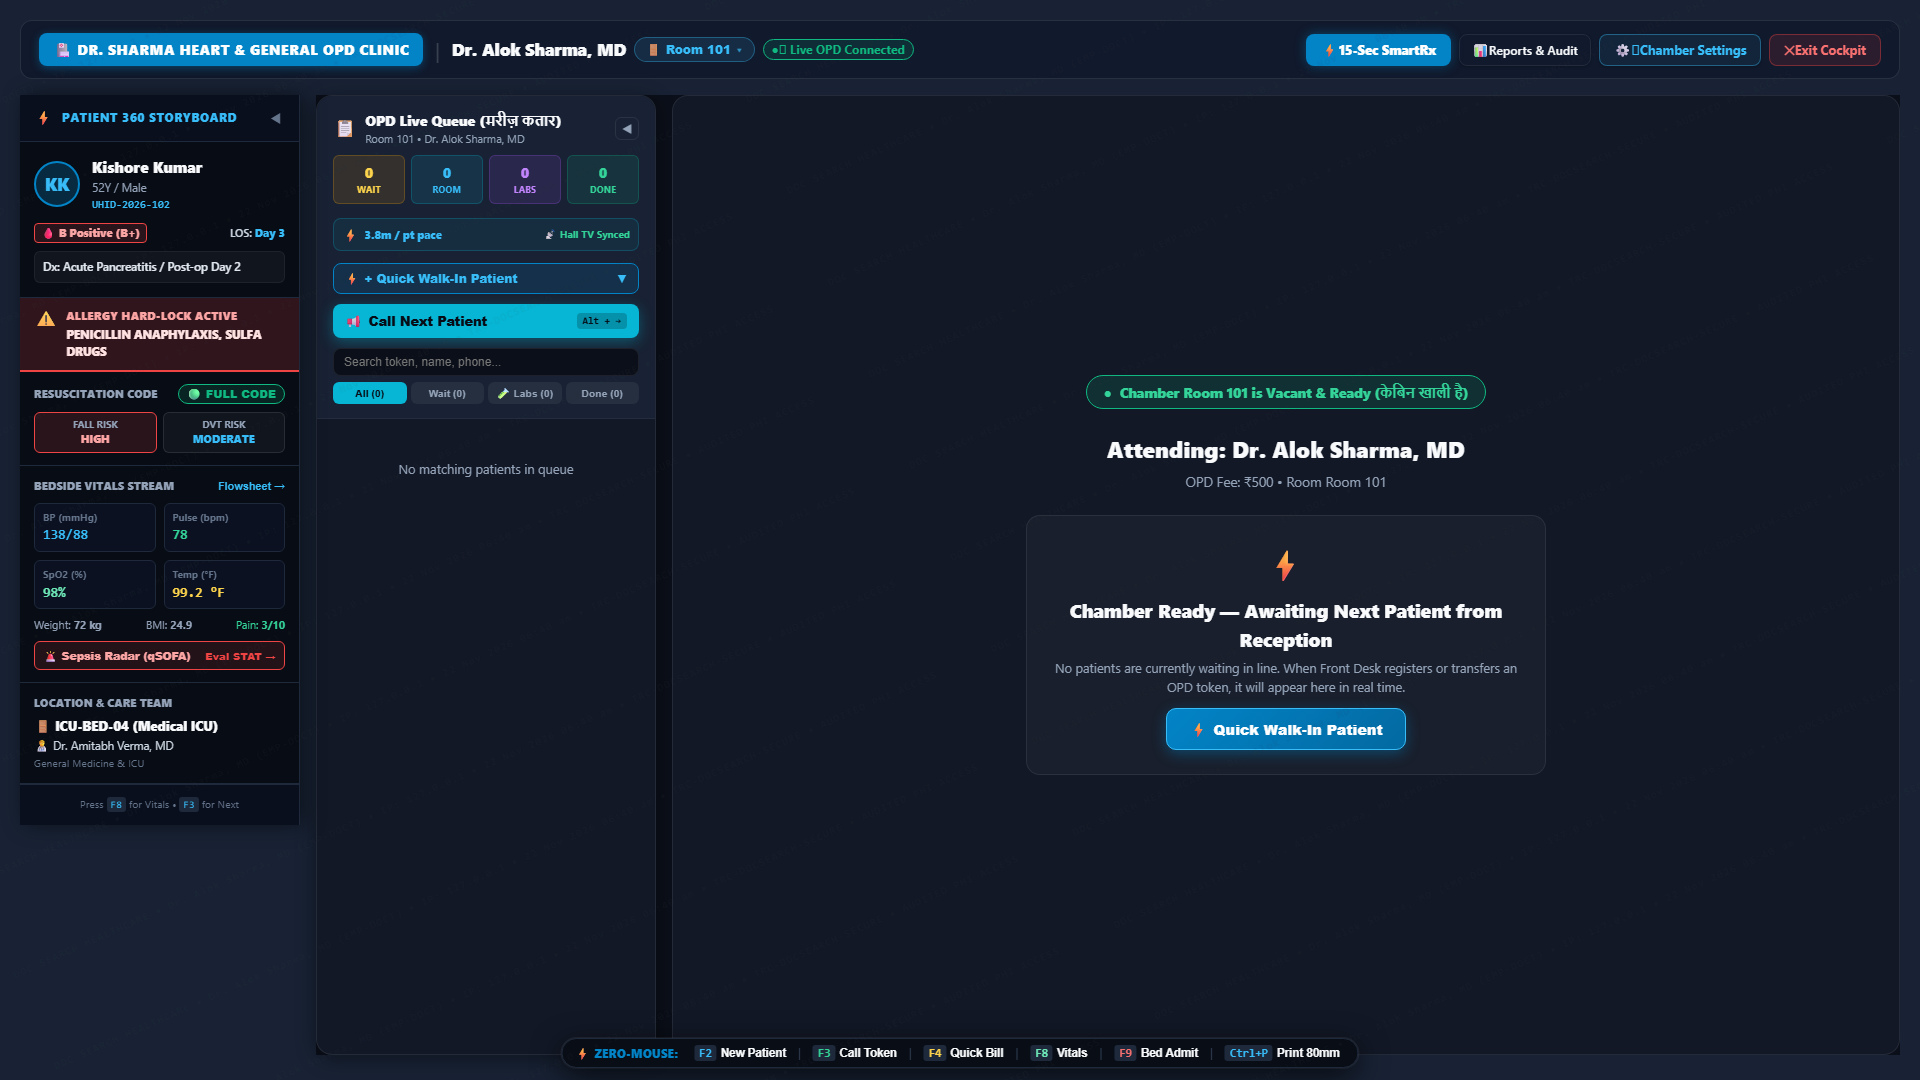 DR. SHARMA HEART & GENERAL OPD CLINIC
Dr. Alok Sharma, MD
Room 101
Live OPD Connected
15-Sec SmartRx
Reports & Audit
Chamber Settings
Exit Cockpit
PATIENT 360 STORYBOARD
KK
Kishore Kumar
52Y / Male
UHID-2026-102
B Positive (B+)
LOS: Day 3
Dx: Acute Pancreatitis / Post-op Day 2
ALLERGY HARD-LOCK ACTIVE
PENICILLIN ANAPHYLAXIS, SULFA
DRUGS
RESUSCITATION CODE
FULL CODE
FALL RISK
HIGH
DVT RISK
MODERATE
BEDSIDE VITALS STREAM
Flowsheet →
BP (mmHg)
138/88
Pulse (bpm)
78
SpO2 (%)
98%
Temp (°F)
99.2 °F
Weight: 72 kg
BMI: 24.9
Pain: 3/10
Sepsis Radar (qSOFA)
Eval STAT →
LOCATION & CARE TEAM
ICU-BED-04 (Medical ICU)
Dr. Amitabh Verma, MD
General Medicine & ICU
Press F8 for Vitals • F3 for Next
OPD Live Queue (मरीज़ कतार)
Room 101 • Dr. Alok Sharma, MD
0
WAIT
0
ROOM
0
LABS
0
DONE
3.8m / pt pace
Hall TV Synced
+ Quick Walk-In Patient
Call Next Patient
Alt + →
Search token, name, phone...
All (0)
Wait (0)
Labs (0)
Done (0)
No matching patients in queue
● Chamber Room 101 is Vacant & Ready (केबिन खाली है)
Attending: Dr. Alok Sharma, MD
OPD Fee: ₹500 • Room Room 101
Chamber Ready — Awaiting Next Patient from
Reception
No patients are currently waiting in line. When Front Desk registers or transfers an
OPD token, it will appear here in real time.
Quick Walk-In Patient
ZERO-MOUSE: F2 New Patient | F3 Call Token | F4 Quick Bill | F8 Vitals | F9 Bed Admit | Ctrl+P Print 80mm